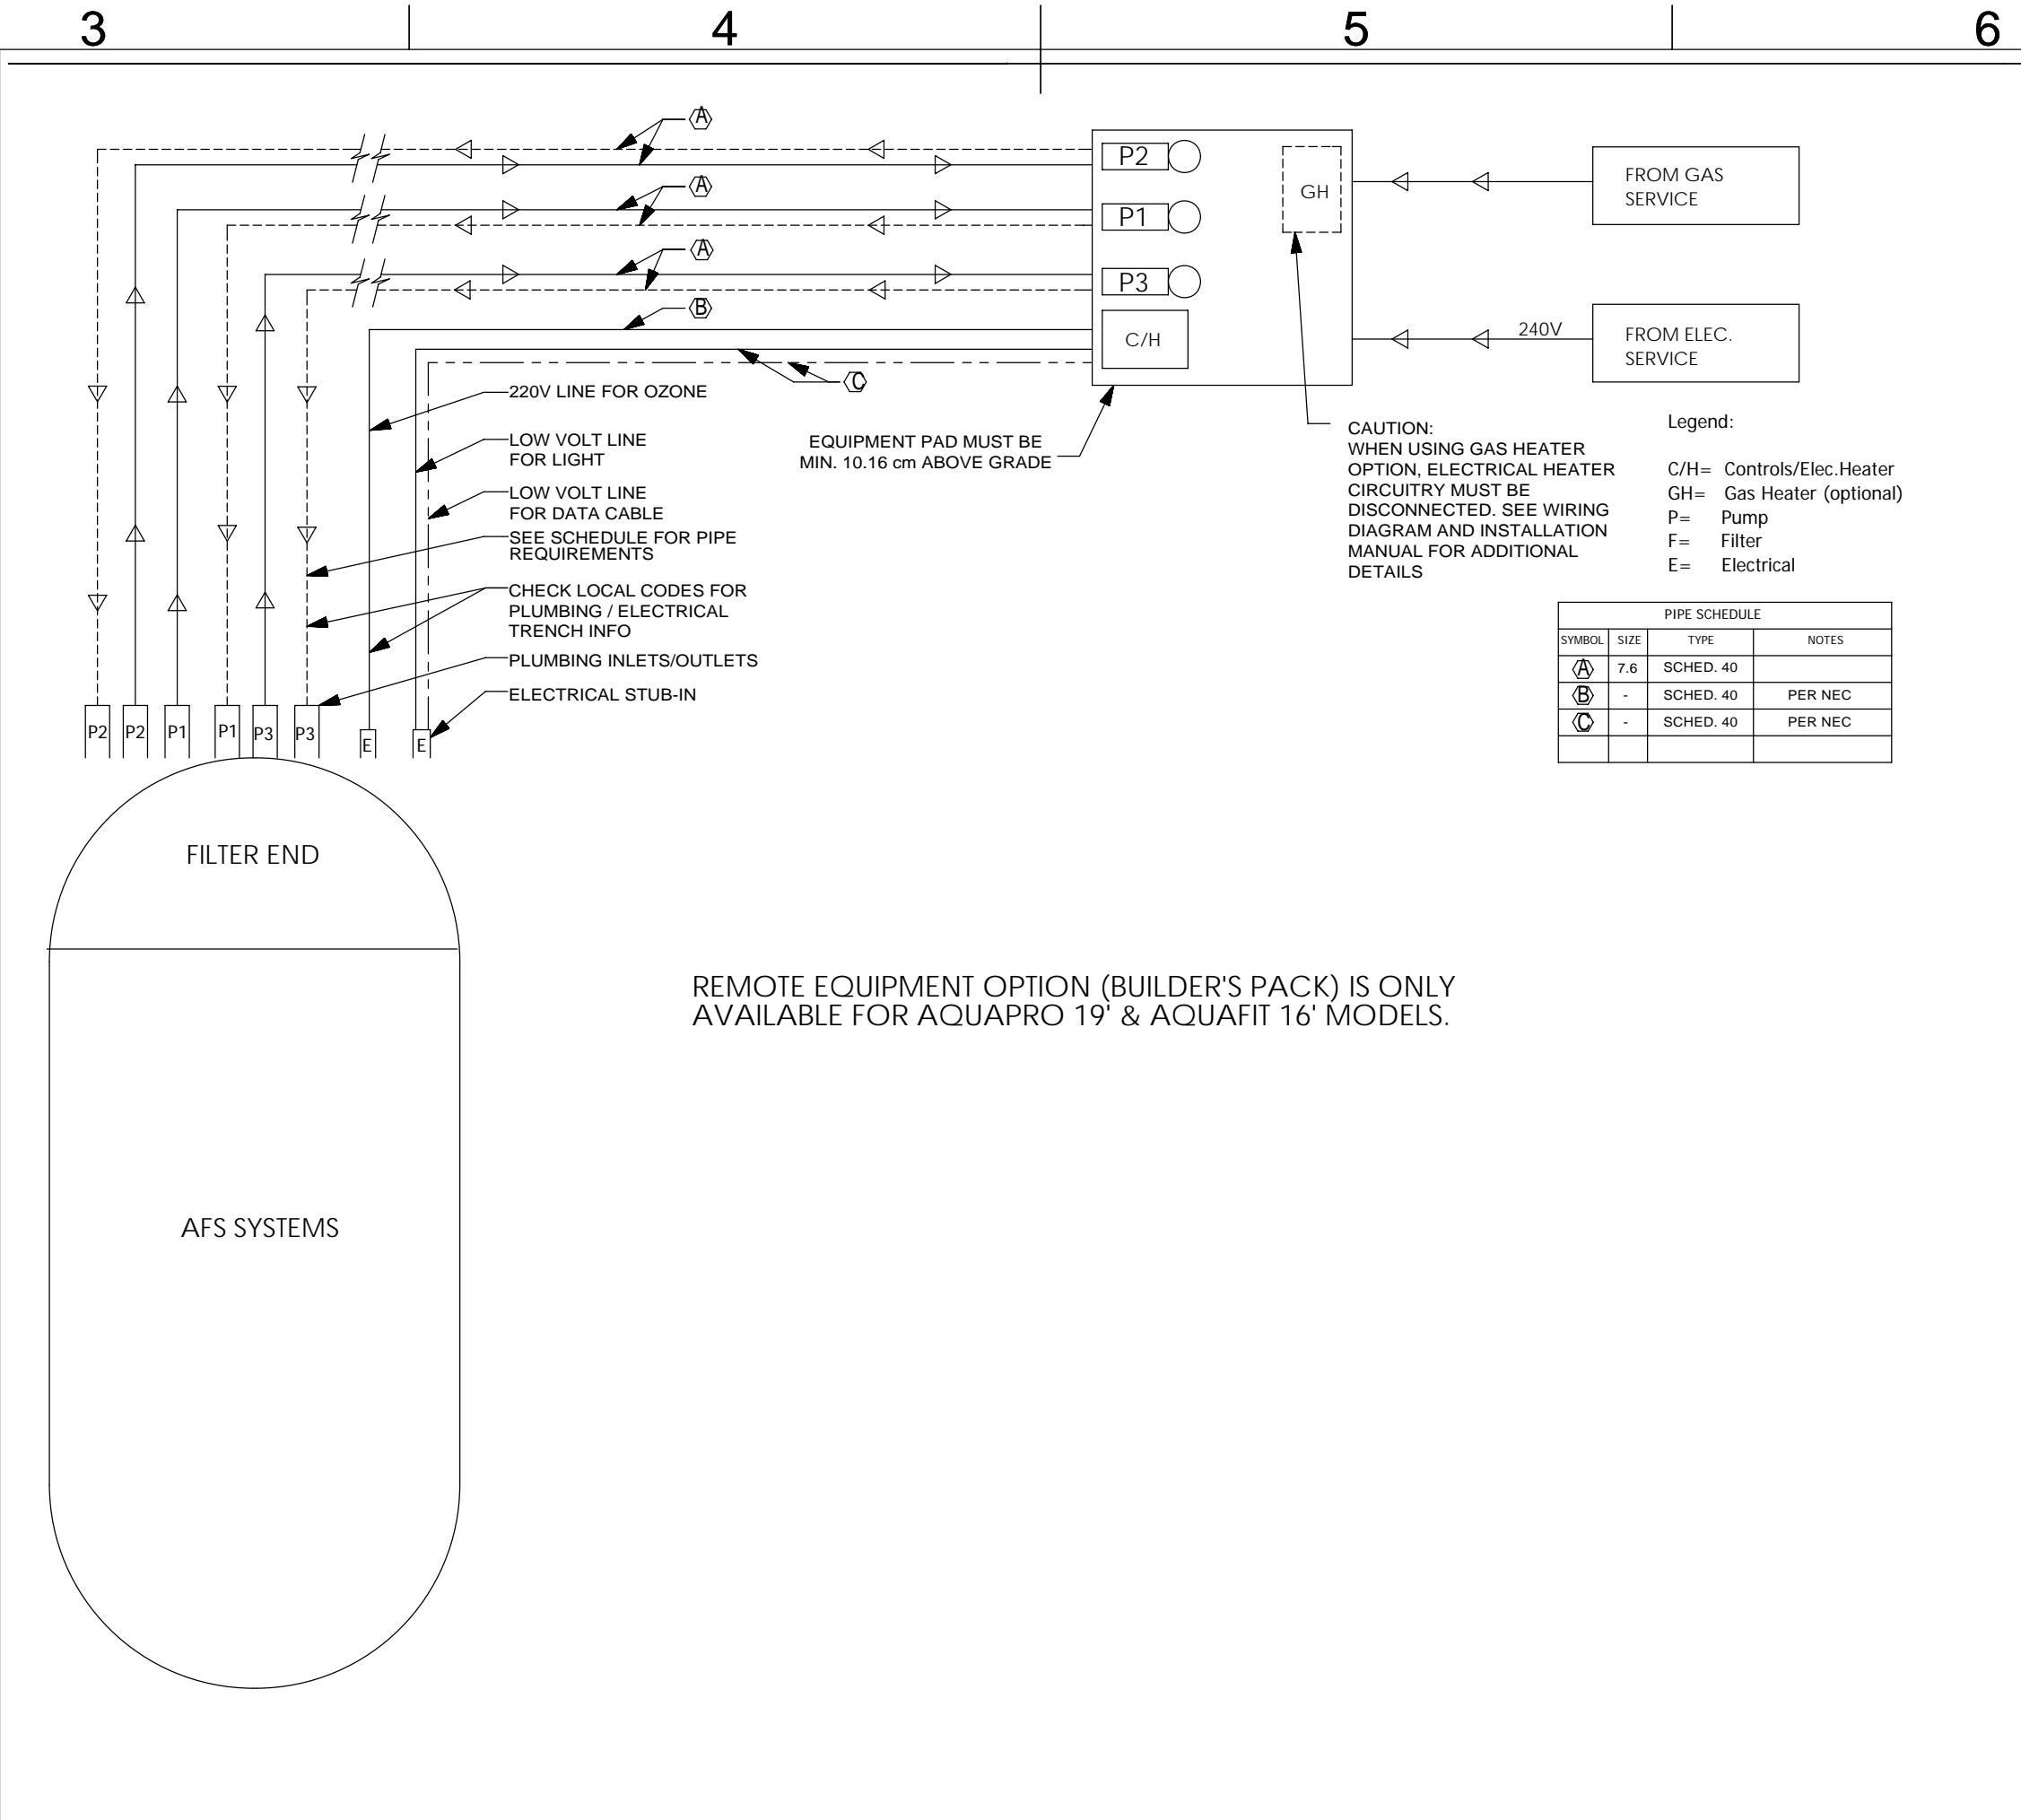 3 4 5 6
A
P2
GH
FROM GAS
SERVICE
A
P1
A
P3
B
C/H
240V
FROM ELEC.
SERVICE
C
220V LINE FOR OZONE
LOW VOLT LINE
FOR LIGHT
LOW VOLT LINE
FOR DATA CABLE
SEE SCHEDULE FOR PIPE
REQUIREMENTS
CHECK LOCAL CODES FOR
PLUMBING / ELECTRICAL
TRENCH INFO
PLUMBING INLETS/OUTLETS
ELECTRICAL STUB-IN
EQUIPMENT PAD MUST BE
MIN. 10.16 cm ABOVE GRADE
CAUTION:
WHEN USING GAS HEATER
OPTION, ELECTRICAL HEATER
CIRCUITRY MUST BE
DISCONNECTED. SEE WIRING
DIAGRAM AND INSTALLATION
MANUAL FOR ADDITIONAL
DETAILS
Legend:
C/H= Controls/Elec.Heater
GH= Gas Heater (optional)
P= Pump
F= Filter
E= Electrical
PIPE SCHEDULE
SYMBOL SIZE TYPE NOTES
A 7.6 SCHED. 40
B - SCHED. 40 PER NEC
C - SCHED. 40 PER NEC
P2 P2 P1 P1 P3 P3 E E
FILTER END
REMOTE EQUIPMENT OPTION (BUILDER'S PACK) IS ONLY
AVAILABLE FOR AQUAPRO 19' & AQUAFIT 16' MODELS.
AFS SYSTEMS